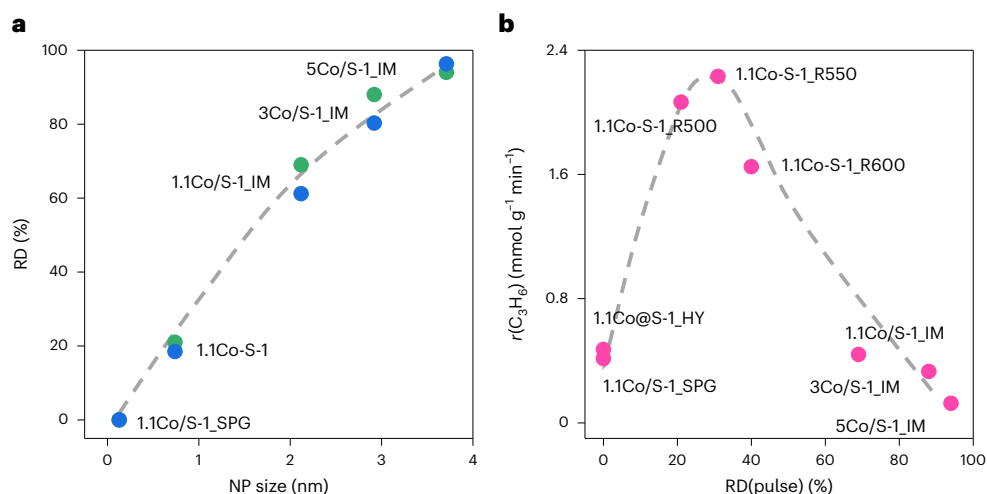 a
100
80
60
40
20
0
RD (%)
5Co/S-1_IM
3Co/S-1_IM
1.1Co/S-1_IM
1.1Co-S-1
1.1Co/S-1_SPG
0 1 2 3 4
NP size (nm)
b
2.4
1.6
0.8
0
r(C₃H₆) (mmol g⁻¹ min⁻¹)
1.1Co-S-1_R550
1.1Co-S-1_R500
1.1Co-S-1_R600
1.1Co@S-1_HY
1.1Co/S-1_IM
1.1Co/S-1_SPG
3Co/S-1_IM
5Co/S-1_IM
0 20 40 60 80 100
RD(pulse) (%)